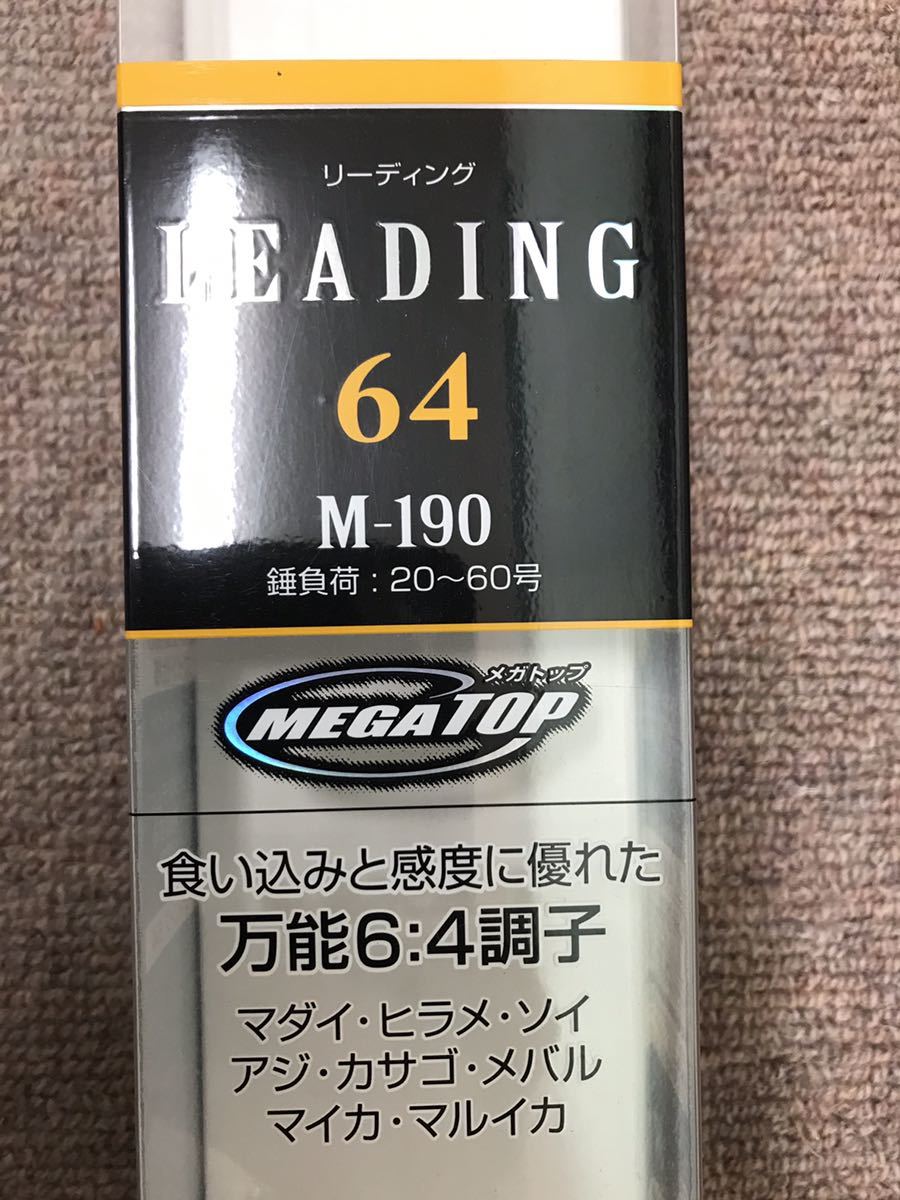 リーディング
LEADING
64
M-190
錘負荷：20～60号
メガトップ
MEGATOP
食い込みと感度に優れた
万能6:4調子
マダイ・ヒラメ・ソイ
アジ・カサゴ・メバル
マイカ・マルイカ